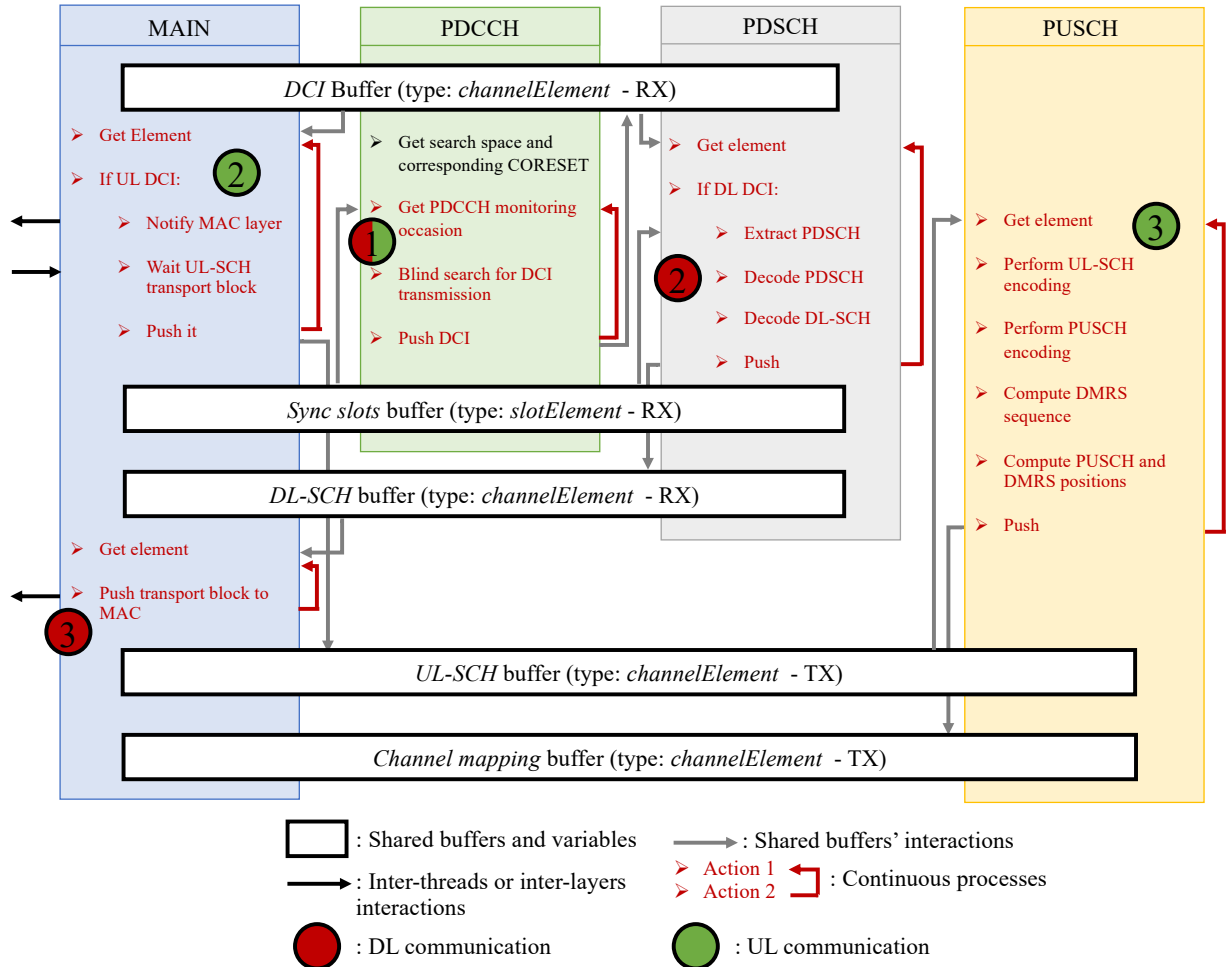 MAIN
PDCCH
PDSCH
PUSCH
DCI Buffer (type: channelElement - RX)
➢ Get Element
➢ If UL DCI:
2
➢ Notify MAC layer
➢ Wait UL-SCH
transport block
➢ Push it
➢ Get search space and
corresponding CORESET
➢ Get PDCCH monitoring
occasion
1
➢ Blind search for DCI
transmission
➢ Push DCI
➢ Get element
➢ If DL DCI:
➢ Extract PDSCH
2
➢ Decode PDSCH
➢ Decode DL-SCH
➢ Push
➢ Get element
3
➢ Perform UL-SCH
encoding
➢ Perform PUSCH
encoding
➢ Compute DMRS
sequence
➢ Compute PUSCH and
DMRS positions
➢ Push
Sync slots buffer (type: slotElement - RX)
DL-SCH buffer (type: channelElement - RX)
➢ Get element
➢ Push transport block to
MAC
3
UL-SCH buffer (type: channelElement - TX)
Channel mapping buffer (type: channelElement - TX)
: Shared buffers and variables
: Shared buffers' interactions
: Inter-threads or inter-layers
interactions
➢ Action 1
➢ Action 2
: Continuous processes
: DL communication
: UL communication